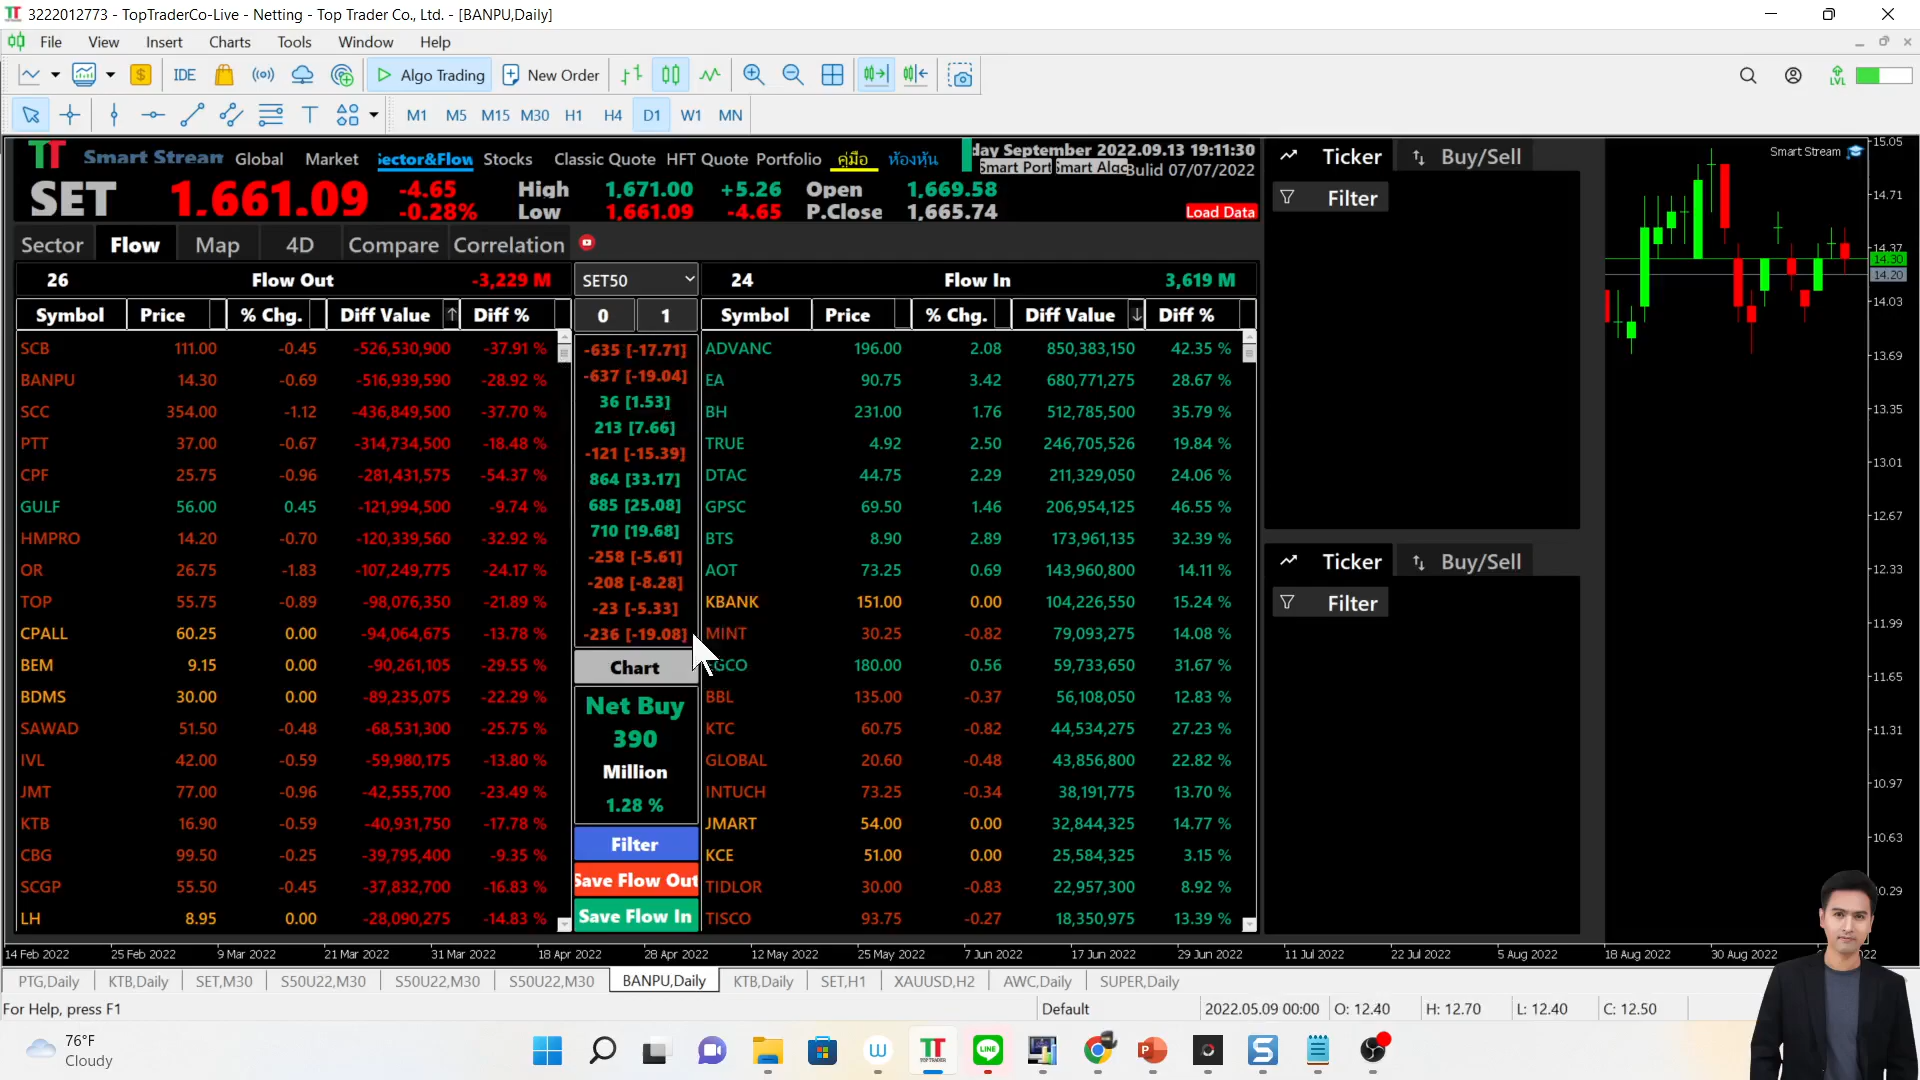 3222012773 - TopTraderCo-Live - Netting - Top Trader Co., Ltd. - [BANPU,Daily]
File View Insert Charts Tools Window Help
IDE Algo Trading New Order LVL
M1 M5 M15 M30 H1 H4 D1 W1 MN
TT Smart Stream Global Market Sector&Flow Stocks Classic Quote HFT Quote Portfolio คู่มือ ห้องหุ้น day September 2022.09.13 19:11:30
Smart Port Smart Algo Bulid 07/07/2022
SET 1,661.09 -4.65 High 1,671.00 +5.26 Open 1,669.58
-0.28% Low 1,661.09 -4.65 P.Close 1,665.74 Load Data
Sector Flow Map 4D Compare Correlation
26 Flow Out -3,229 M SET50 24 Flow In 3,619 M
Symbol Price % Chg. Diff Value ↑ Diff % 0 1 Symbol Price % Chg. Diff Value ↓ Diff %
SCB 111.00 -0.45 -526,530,900 -37.91 % -635 [-17.71] ADVANC 196.00 2.08 850,383,150 42.35 %
BANPU 14.30 -0.69 -516,939,590 -28.92 % -637 [-19.04] EA 90.75 3.42 680,771,275 28.67 %
SCC 354.00 -1.12 -436,849,500 -37.70 % 36 [1.53] BH 231.00 1.76 512,785,500 35.79 %
PTT 37.00 -0.67 -314,734,500 -18.48 % 213 [7.66] TRUE 4.92 2.50 246,705,526 19.84 %
CPF 25.75 -0.96 -281,431,575 -54.37 % -121 [-15.39] DTAC 44.75 2.29 211,329,050 24.06 %
GULF 56.00 0.45 -121,994,500 -9.74 % 864 [33.17] GPSC 69.50 1.46 206,954,125 46.55 %
685 [25.08]
HMPRO 14.20 -0.70 -120,339,560 -32.92 % 710 [19.68] BTS 8.90 2.89 173,961,135 32.39 %
OR 26.75 -1.83 -107,249,775 -24.17 % -258 [-5.61] AOT 73.25 0.69 143,960,800 14.11 %
-208 [-8.28]
TOP 55.75 -0.89 -98,076,350 -21.89 % -23 [-5.33] KBANK 151.00 0.00 104,226,550 15.24 %
CPALL 60.25 0.00 -94,064,675 -13.78 % -236 [-19.08] MINT 30.25 -0.82 79,093,275 14.08 %
BEM 9.15 0.00 -90,261,105 -29.55 % Chart GCO 180.00 0.56 59,733,650 31.67 %
BDMS 30.00 0.00 -89,235,075 -22.29 % Net Buy BBL 135.00 -0.37 56,108,050 12.83 %
SAWAD 51.50 -0.48 -68,531,300 -25.75 % 390 KTC 60.75 -0.82 44,534,275 27.23 %
IVL 42.00 -0.59 -59,980,175 -13.80 % Million GLOBAL 20.60 -0.48 43,856,800 22.82 %
JMT 77.00 -0.96 -42,555,700 -23.49 % 1.28 % INTUCH 73.25 -0.34 38,191,775 13.70 %
KTB 16.90 -0.59 -40,931,750 -17.78 % Filter JMART 54.00 0.00 32,844,325 14.77 %
CBG 99.50 -0.25 -39,795,400 -9.35 % KCE 51.00 0.00 25,584,325 3.15 %
SCGP 55.50 -0.45 -37,832,700 -16.83 % Save Flow Out TIDLOR 30.00 -0.83 22,957,300 8.92 %
LH 8.95 0.00 -28,090,275 -14.83 % Save Flow In TISCO 93.75 -0.27 18,350,975 13.39 %
Ticker Buy/Sell
Filter
Ticker Buy/Sell
Filter
Smart Stream
15.05
14.71
14.37
14.30
14.20
14.03
13.69
13.35
13.01
12.67
12.33
11.99
11.65
11.31
10.97
10.63
0.29
14 Feb 2022 25 Feb 2022 9 Mar 2022 21 Mar 2022 31 Mar 2022 18 Apr 2022 28 Apr 2022 12 May 2022 25 May 2022 7 Jun 2022 17 Jun 2022 29 Jun 2022 11 Jul 2022 22 Jul 2022 5 Aug 2022 18 Aug 2022 30 Aug 2022
PTG,Daily KTB,Daily SET,M30 S50U22,M30 S50U22,M30 S50U22,M30 BANPU,Daily KTB,Daily SET,H1 XAUUSD,H2 AWC,Daily SUPER,Daily
For Help, press F1 Default 2022.05.09 00:00 O: 12.40 H: 12.70 L: 12.40 C: 12.50
76°F
Cloudy